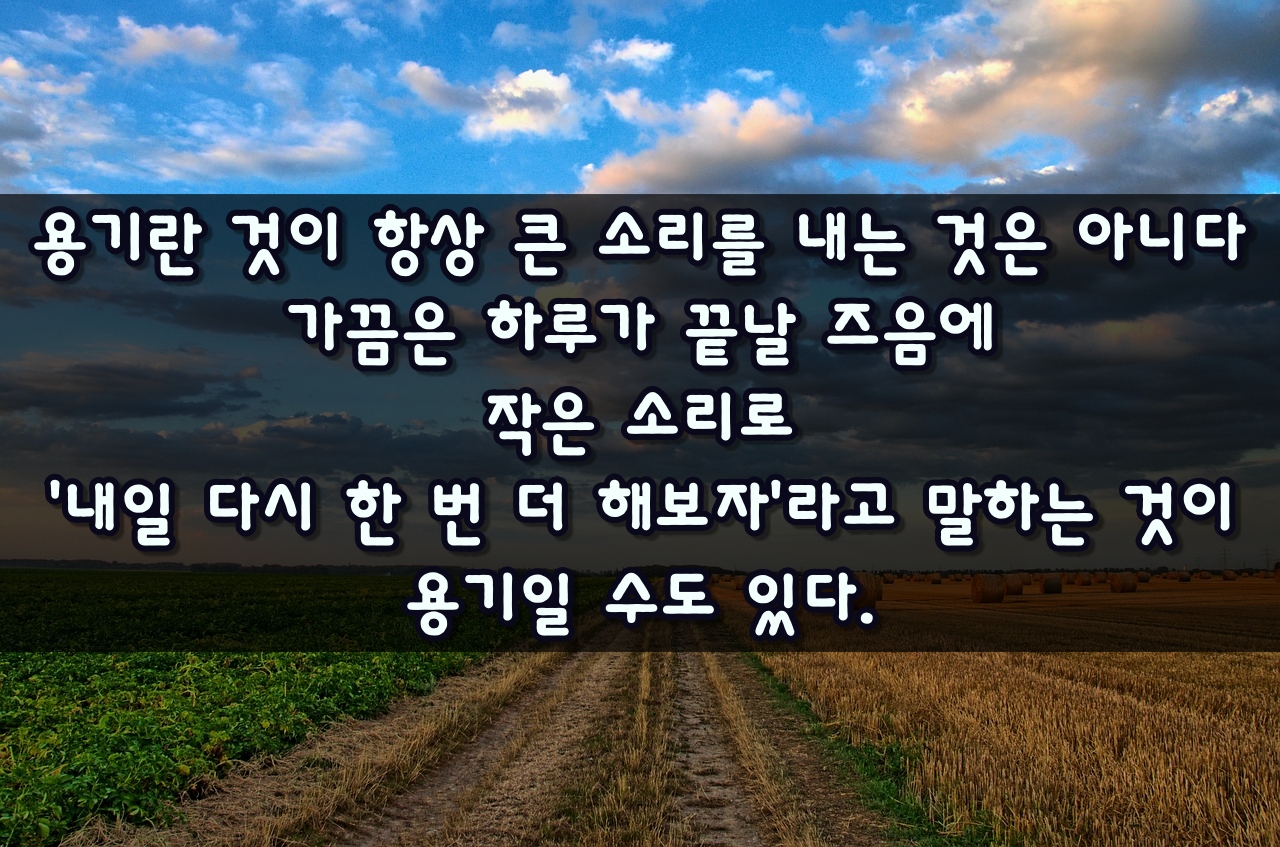 용기란 것이 항상 큰 소리를 내는 것은 아니다
가끔은 하루가 끝날 즈음에
작은 소리로
'내일 다시 한 번 더 해보자'라고 말하는 것이
용기일 수도 있다.